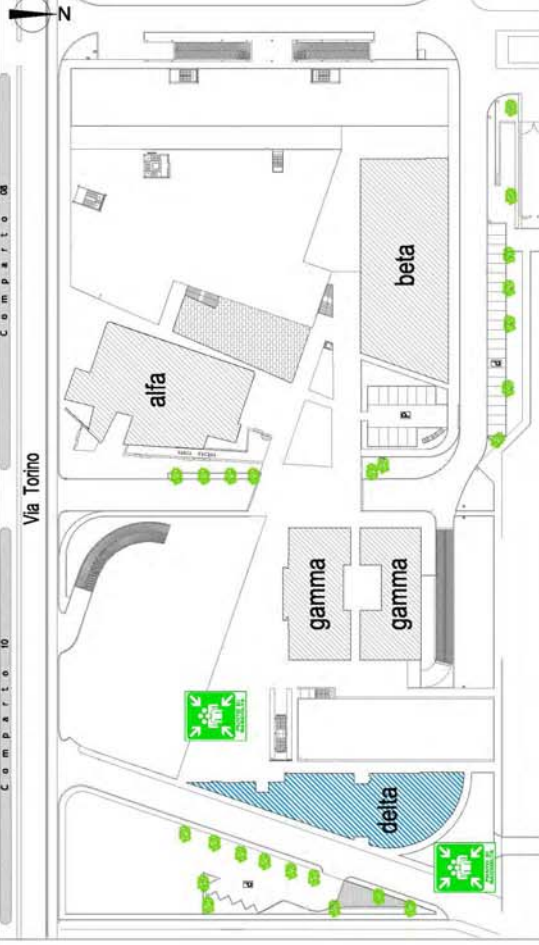 N
Comparto 08
Via Torino
Comparto 10
alfa
beta
P
P
gamma
gamma
delta
P